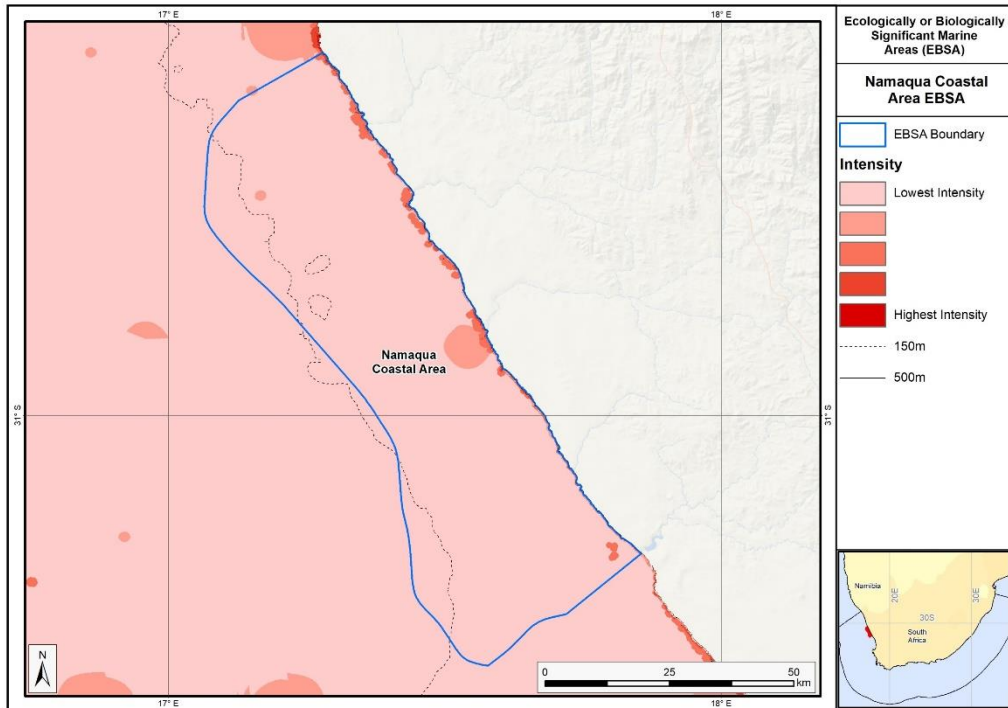 17° E
18° E
31° S
31° S
Namaqua
Coastal Area
N
0
25
50
km
17° E
18° E
Ecologically or Biologically
Significant Marine
Areas (EBSA)
Namaqua Coastal
Area EBSA
EBSA Boundary
Intensity
Lowest Intensity
Highest Intensity
150m
500m
Namibia
20E
30E
30S
South
Africa